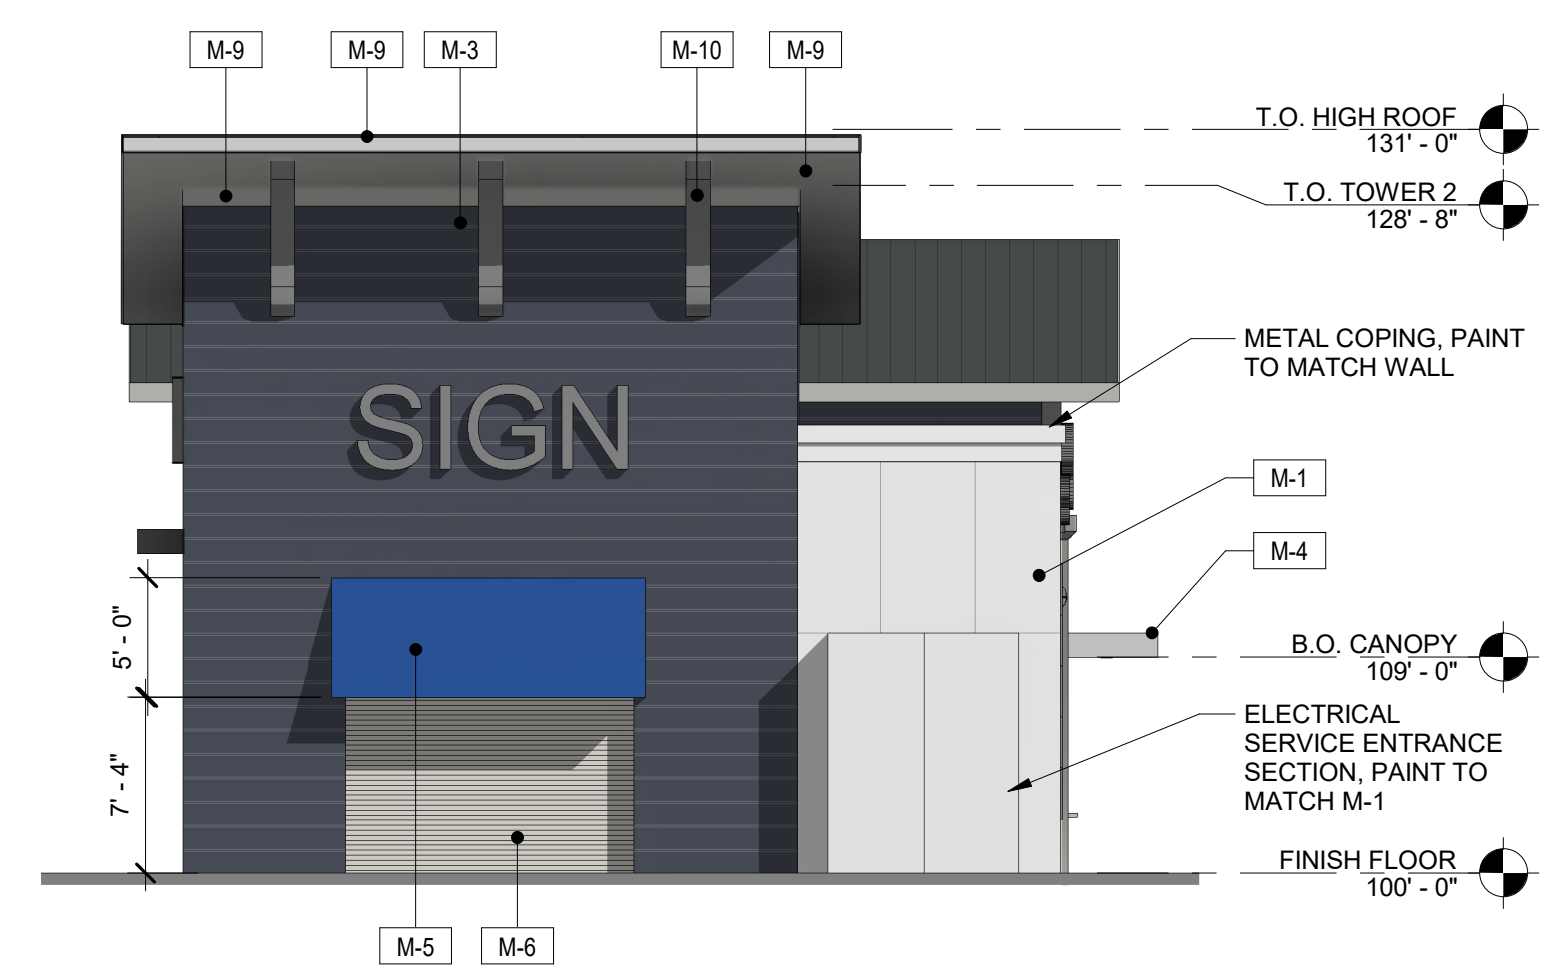 M-9
M-9
M-3
M-10
M-9
T.O. HIGH ROOF
131' - 0"
T.O. TOWER 2
128' - 8"
METAL COPING, PAINT
TO MATCH WALL
SIGN
M-1
M-4
5' - 0"
B.O. CANOPY
109' - 0"
7' - 4"
ELECTRICAL
SERVICE ENTRANCE
SECTION, PAINT TO
MATCH M-1
FINISH FLOOR
100' - 0"
M-5
M-6